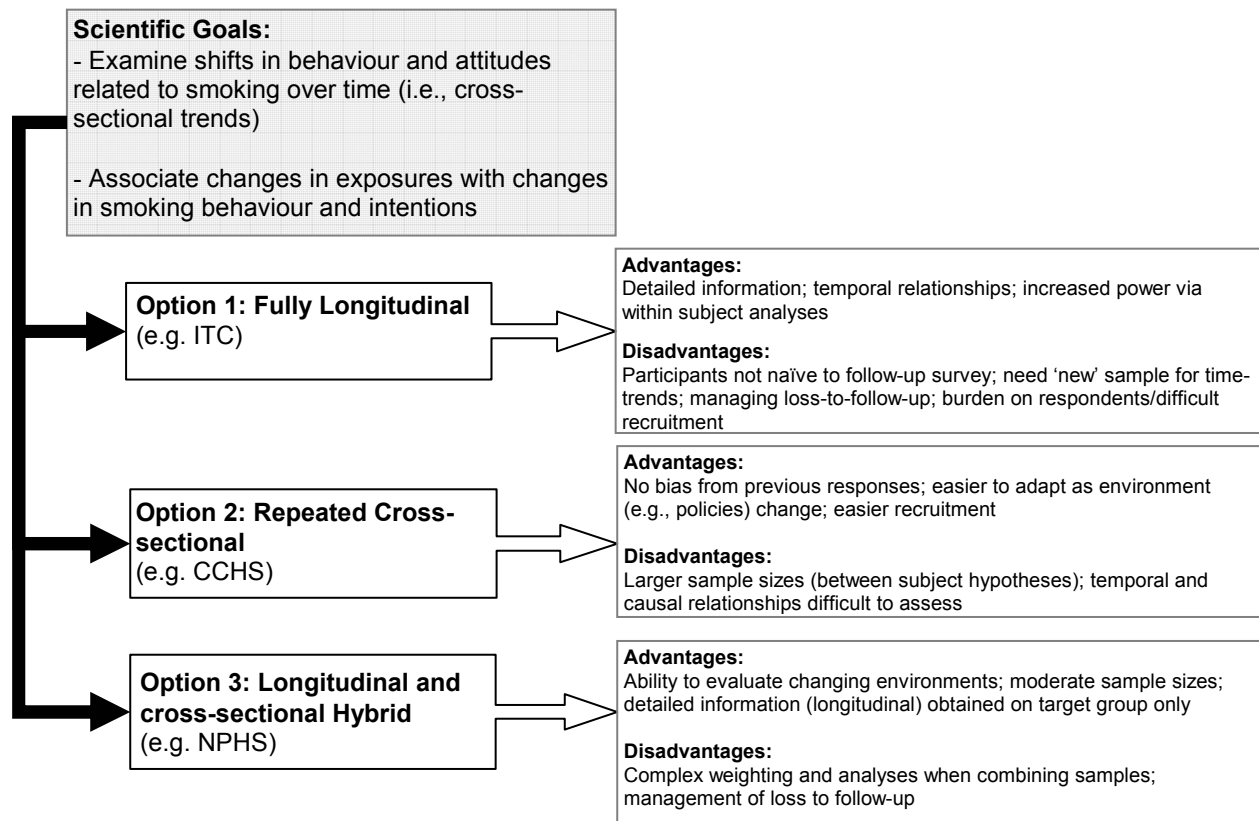 Scientific Goals:
- Examine shifts in behaviour and attitudes
related to smoking over time (i.e., cross-
sectional trends)
- Associate changes in exposures with changes
in smoking behaviour and intentions
Option 1: Fully Longitudinal
(e.g. ITC)
Advantages:
Detailed information; temporal relationships; increased power via
within subject analyses
Disadvantages:
Participants not naïve to follow-up survey; need ‘new’ sample for time-
trends; managing loss-to-follow-up; burden on respondents/difficult
recruitment
Option 2: Repeated Cross-
sectional
(e.g. CCHS)
Advantages:
No bias from previous responses; easier to adapt as environment
(e.g., policies) change; easier recruitment
Disadvantages:
Larger sample sizes (between subject hypotheses); temporal and
causal relationships difficult to assess
Option 3: Longitudinal and
cross-sectional Hybrid
(e.g. NPHS)
Advantages:
Ability to evaluate changing environments; moderate sample sizes;
detailed information (longitudinal) obtained on target group only
Disadvantages:
Complex weighting and analyses when combining samples;
management of loss to follow-up